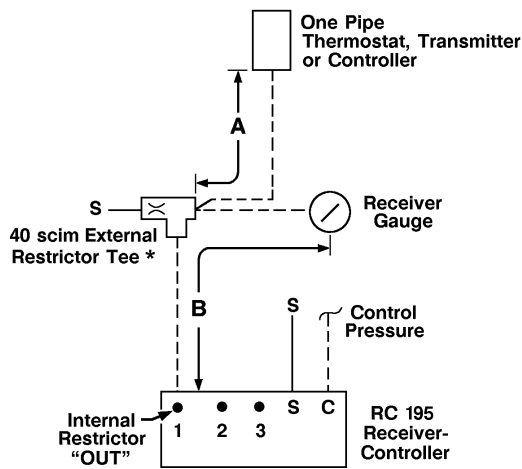 One Pipe
Thermostat, Transmitter
or Controller
A
S
40 scim External
Restrictor Tee *
Receiver
Gauge
B
S
Control
Pressure
Internal
Restrictor
“OUT”
1 2 3 S C
RC 195
Receiver-
Controller